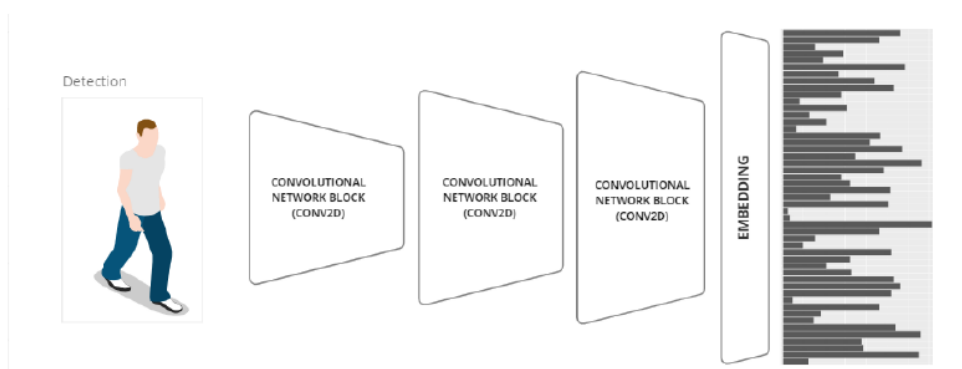 Detection
CONVOLUTIONAL
NETWORK BLOCK
(CONV2D)
CONVOLUTIONAL
NETWORK BLOCK
(CONV2D)
CONVOLUTIONAL
NETWORK BLOCK
(CONV2D)
EMBEDDING